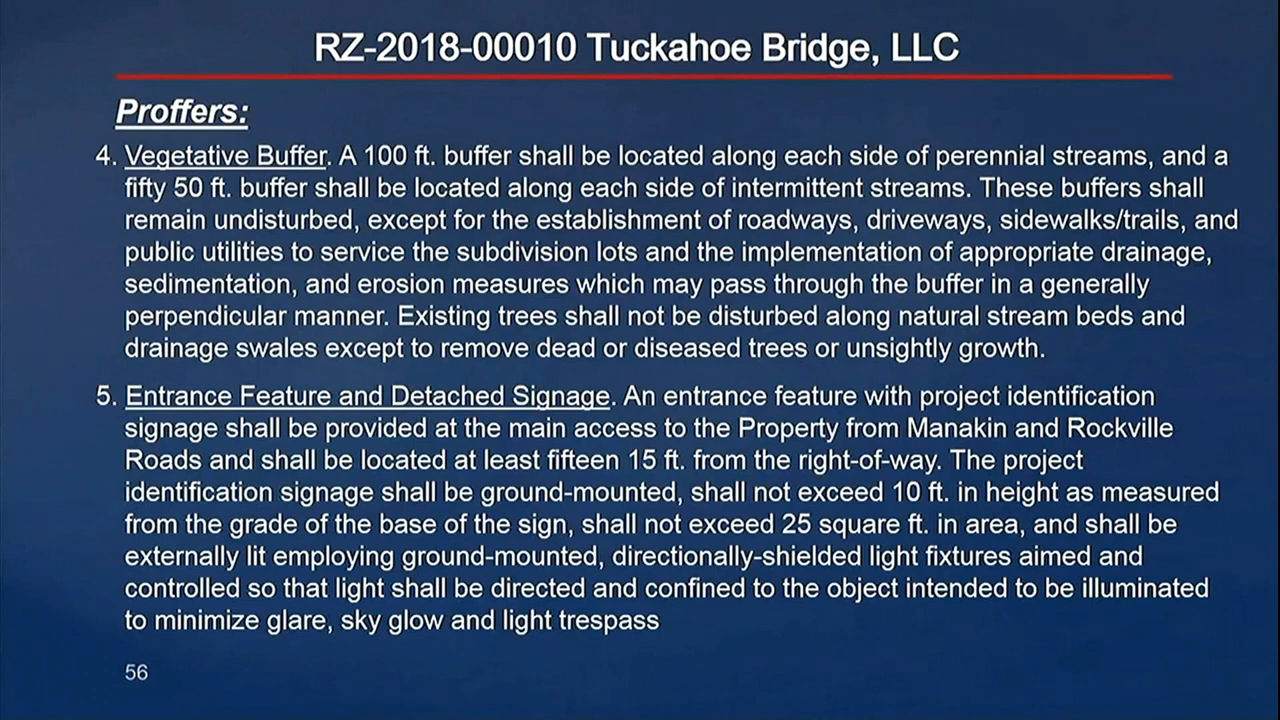 RZ-2018-00010 Tuckahoe Bridge, LLC
Proffers:
4. Vegetative Buffer. A 100 ft. buffer shall be located along each side of perennial streams, and a
fifty 50 ft. buffer shall be located along each side of intermittent streams. These buffers shall
remain undisturbed, except for the establishment of roadways, driveways, sidewalks/trails, and
public utilities to service the subdivision lots and the implementation of appropriate drainage,
sedimentation, and erosion measures which may pass through the buffer in a generally
perpendicular manner. Existing trees shall not be disturbed along natural stream beds and
drainage swales except to remove dead or diseased trees or unsightly growth.
5. Entrance Feature and Detached Signage. An entrance feature with project identification
signage shall be provided at the main access to the Property from Manakin and Rockville
Roads and shall be located at least fifteen 15 ft. from the right-of-way. The project
identification signage shall be ground-mounted, shall not exceed 10 ft. in height as measured
from the grade of the base of the sign, shall not exceed 25 square ft. in area, and shall be
externally lit employing ground-mounted, directionally-shielded light fixtures aimed and
controlled so that light shall be directed and confined to the object intended to be illuminated
to minimize glare, sky glow and light trespass
56